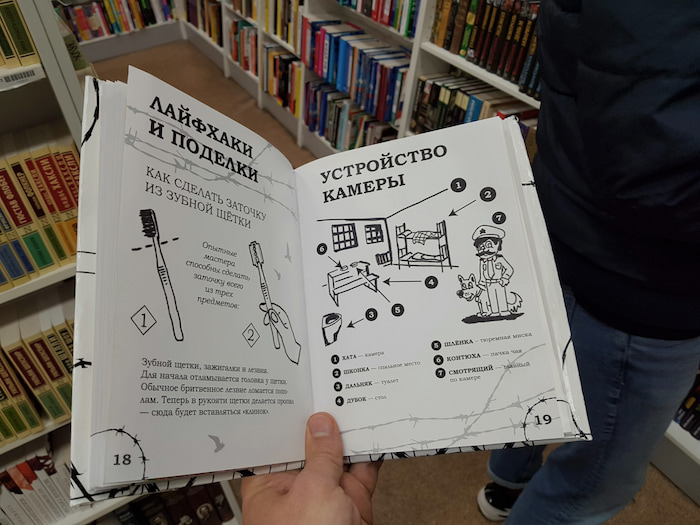 ЛАЙФХАКИ
И ПОДЕЛКИ
КАК СДЕЛАТЬ ЗАТОЧКУ
ИЗ ЗУБНОЙ ЩЁТКИ
Опытные
мастера
способны сделать
заточку всего
из трех
предметов:
1
2
Зубной щетки, зажигалки и лезвия.
Для начала отламывается головка у щетки.
Обычное бритвенное лезвие ломается попо-
лам. Теперь в рукояти щетки делается пропил
— сюда будет вставляться «клинок».
18
УСТРОЙСТВО
КАМЕРЫ
1
2
7
6
4
5
3
1 ХАТА — камера
2 ШКОНКА — спальное место
3 ДАЛЬНЯК — туалет
4 ДУБОК — стол
5 ШЛЁНКА — тюремная миска
6 КОНТЮХА — пачка чая
7 СМОТРЯЩИЙ — главный
по камере
19